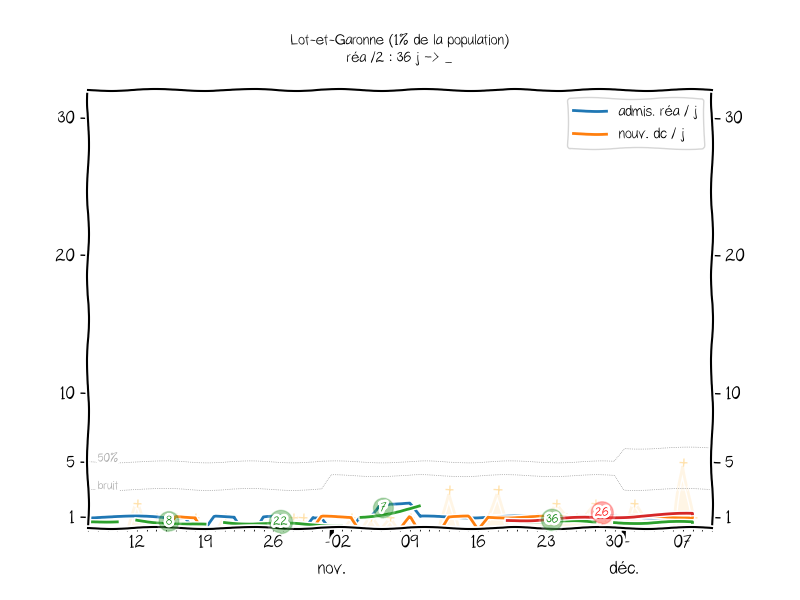 Lot-et-Garonne (1% de la population)
réa /2 : 36 j -> _
admis. réa / j
nouv. dc / j
30 30
20 20
10 10
50%
5 5
bruit
1 1
8 22 7 36 26
12 19 26 02 09 16 23 30 07
nov. déc.